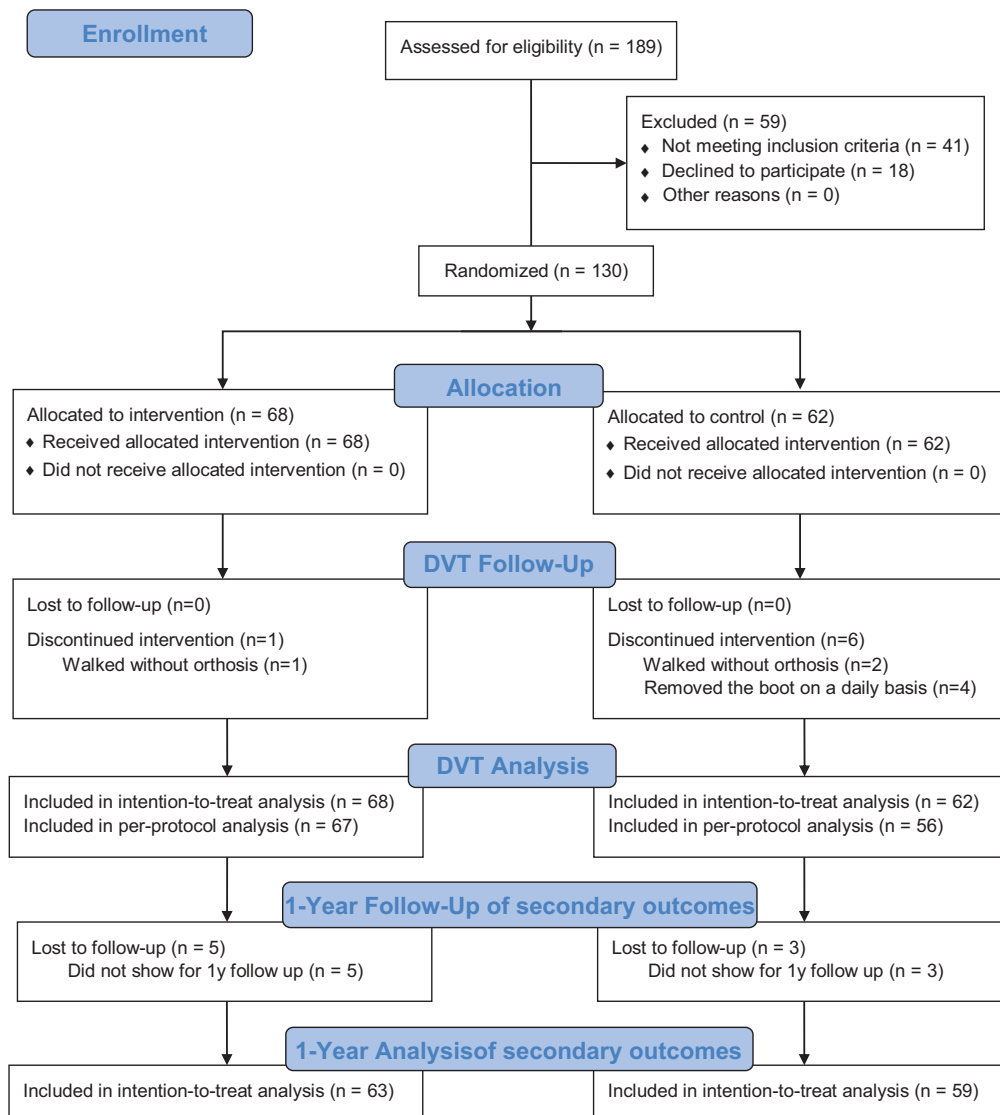 Enrollment
Assessed for eligibility (n = 189)
Excluded (n = 59)
♦ Not meeting inclusion criteria (n = 41)
♦ Declined to participate (n = 18)
♦ Other reasons (n = 0)
Randomized (n = 130)
Allocation
Allocated to intervention (n = 68)
♦ Received allocated intervention (n = 68)
♦ Did not receive allocated intervention (n = 0)
Allocated to control (n = 62)
♦ Received allocated intervention (n = 62)
♦ Did not receive allocated intervention (n = 0)
DVT Follow-Up
Lost to follow-up (n=0)
Discontinued intervention (n=1)
Walked without orthosis (n=1)
Lost to follow-up (n=0)
Discontinued intervention (n=6)
Walked without orthosis (n=2)
Removed the boot on a daily basis (n=4)
DVT Analysis
Included in intention-to-treat analysis (n = 68)
Included in per-protocol analysis (n = 67)
Included in intention-to-treat analysis (n = 62)
Included in per-protocol analysis (n = 56)
1-Year Follow-Up of secondary outcomes
Lost to follow-up (n = 5)
Did not show for 1y follow up (n = 5)
Lost to follow-up (n = 3)
Did not show for 1y follow up (n = 3)
1-Year Analysisof secondary outcomes
Included in intention-to-treat analysis (n = 63)
Included in intention-to-treat analysis (n = 59)